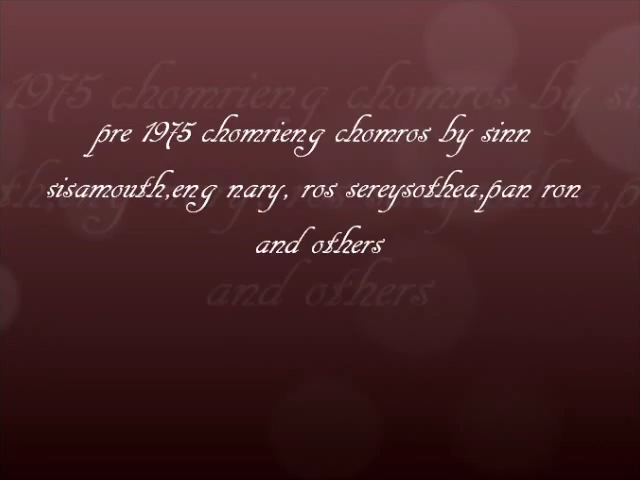 pre 1975 chomrieng chomros by sinn
sisamouth,eng nary, ros sereysothea,pan ron
and others